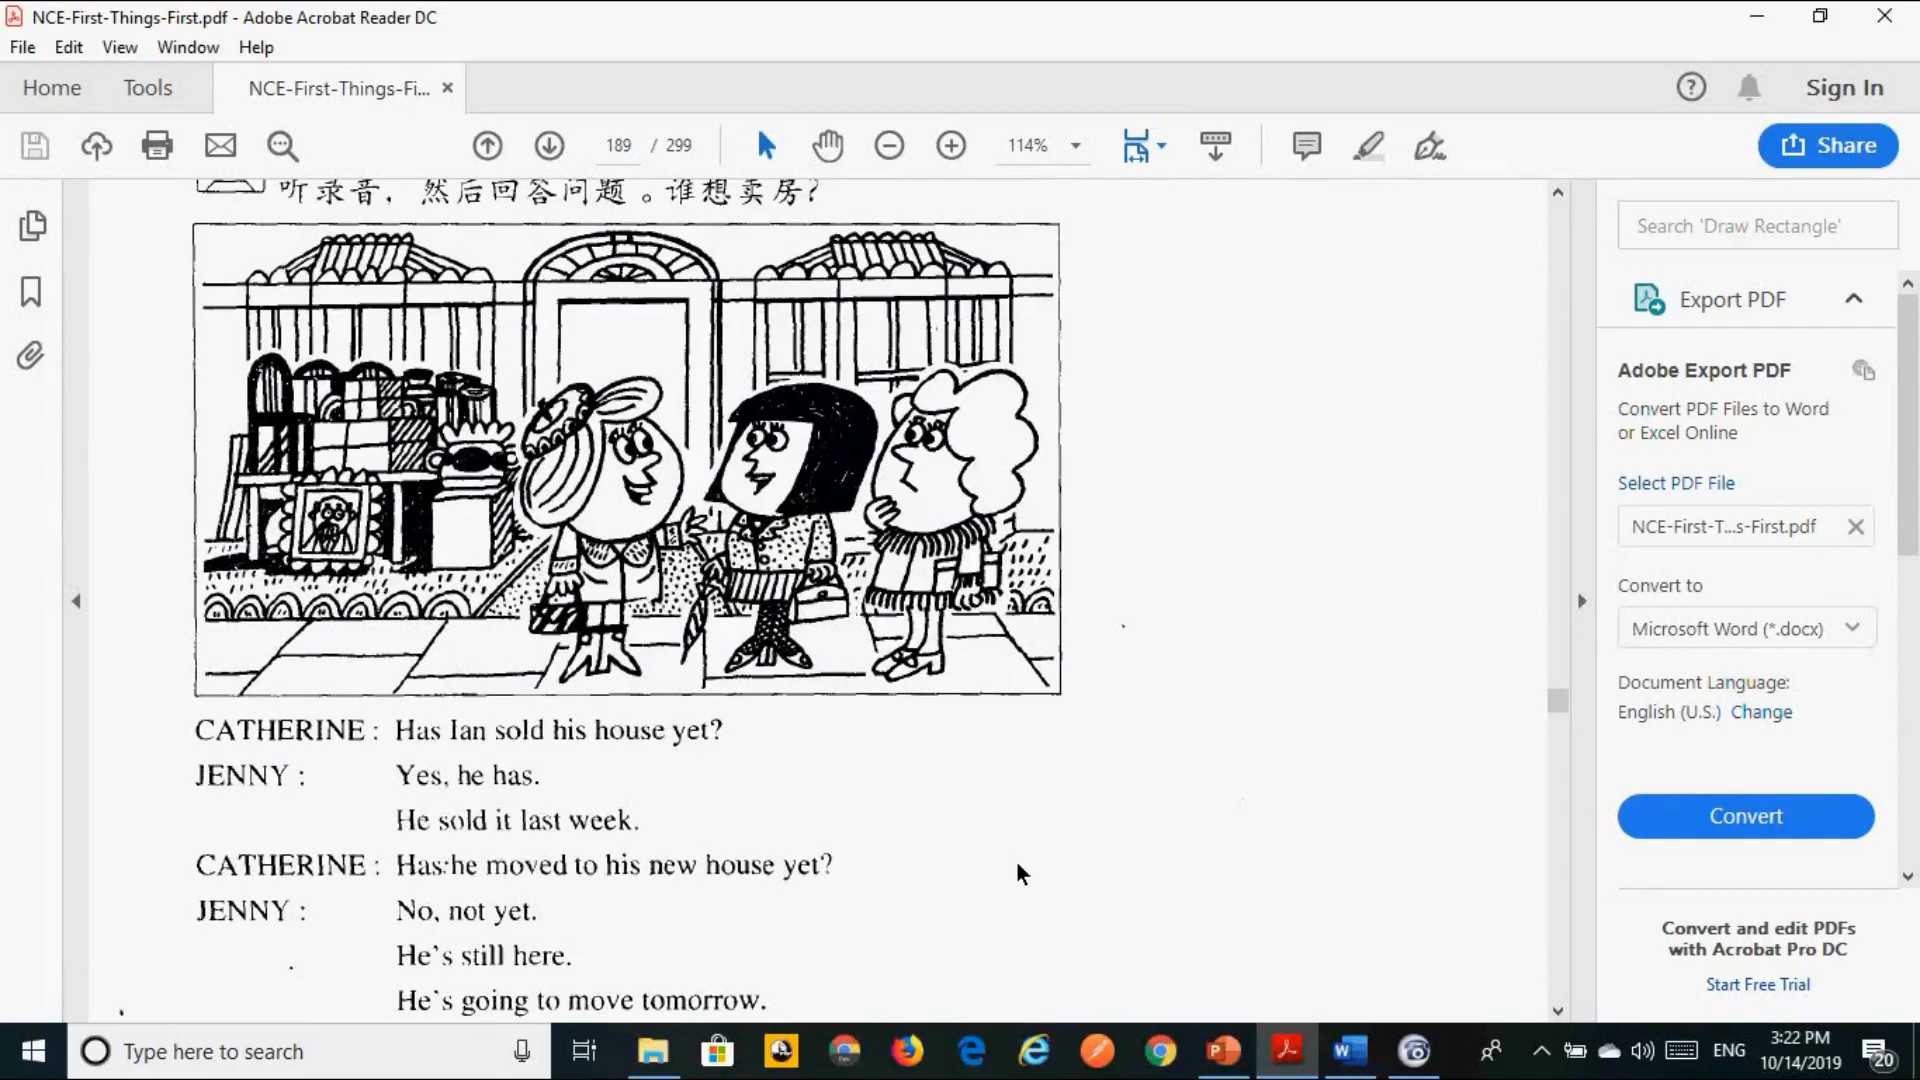 NCE-First-Things-First.pdf - Adobe Acrobat Reader DC
File Edit View Window Help
Home Tools NCE-First-Things-Fi... Sign In
189 / 299 114% Share
听录音，然后回答问题。谁想卖房？
Search 'Draw Rectangle'
Export PDF
Adobe Export PDF
Convert PDF Files to Word
or Excel Online
Select PDF File
NCE-First-T...s-First.pdf
Convert to
Microsoft Word (*.docx)
Document Language:
English (U.S.) Change
Convert
Convert and edit PDFs
with Acrobat Pro DC
Start Free Trial
CATHERINE : Has Ian sold his house yet?
JENNY : Yes, he has.
He sold it last week.
CATHERINE : Has he moved to his new house yet?
JENNY : No, not yet.
He's still here.
He's going to move tomorrow.
Type here to search
ENG
3:22 PM
10/14/2019
20